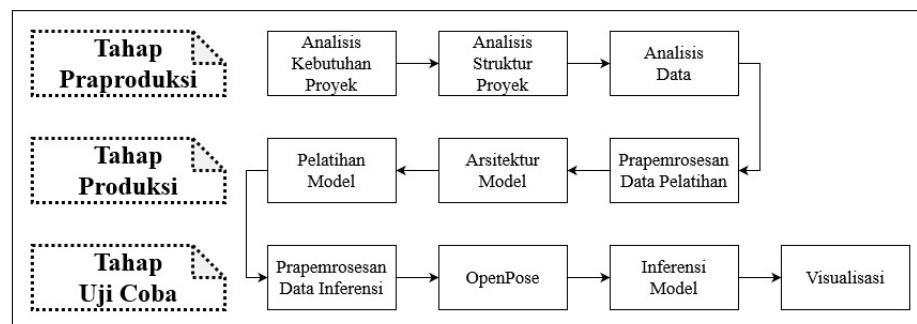 Tahap
Praproduksi
Analisis
Kebutuhan
Proyek
Analisis
Struktur
Proyek
Analisis
Data
Tahap
Produksi
Pelatihan
Model
Arsitektur
Model
Prapemrosesan
Data Pelatihan
Tahap
Uji Coba
Prapemrosesan
Data Inferensi
OpenPose
Inferensi
Model
Visualisasi